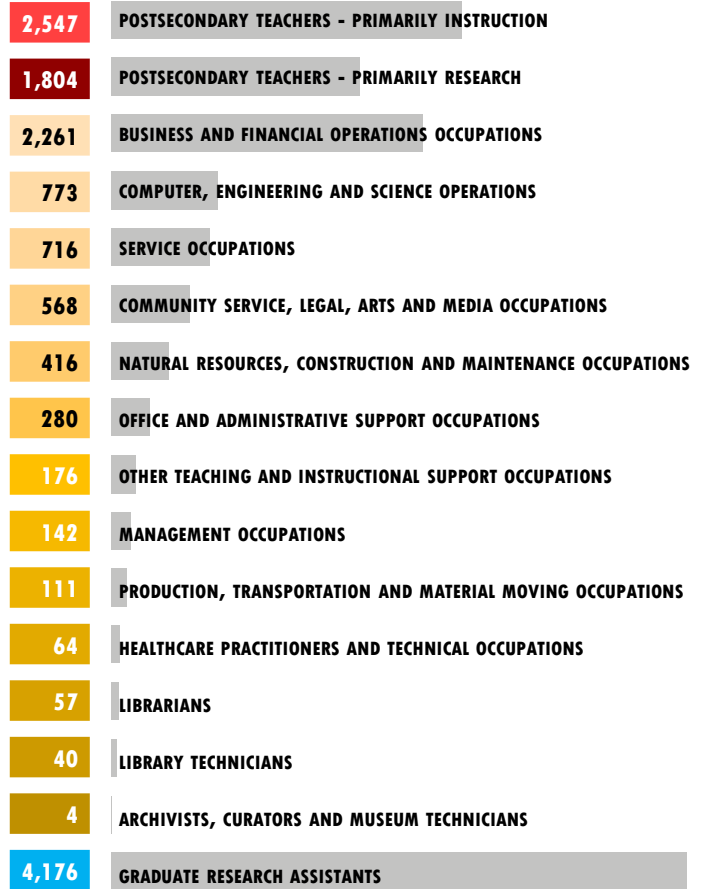 2,547 POSTSECONDARY TEACHERS - PRIMARILY INSTRUCTION
1,804 POSTSECONDARY TEACHERS - PRIMARILY RESEARCH
2,261 BUSINESS AND FINANCIAL OPERATIONS OCCUPATIONS
773 COMPUTER, ENGINEERING AND SCIENCE OPERATIONS
716 SERVICE OCCUPATIONS
568 COMMUNITY SERVICE, LEGAL, ARTS AND MEDIA OCCUPATIONS
416 NATURAL RESOURCES, CONSTRUCTION AND MAINTENANCE OCCUPATIONS
280 OFFICE AND ADMINISTRATIVE SUPPORT OCCUPATIONS
176 OTHER TEACHING AND INSTRUCTIONAL SUPPORT OCCUPATIONS
142 MANAGEMENT OCCUPATIONS
111 PRODUCTION, TRANSPORTATION AND MATERIAL MOVING OCCUPATIONS
64 HEALTHCARE PRACTITIONERS AND TECHNICAL OCCUPATIONS
57 LIBRARIANS
40 LIBRARY TECHNICIANS
4 ARCHIVISTS, CURATORS AND MUSEUM TECHNICIANS
4,176 GRADUATE RESEARCH ASSISTANTS